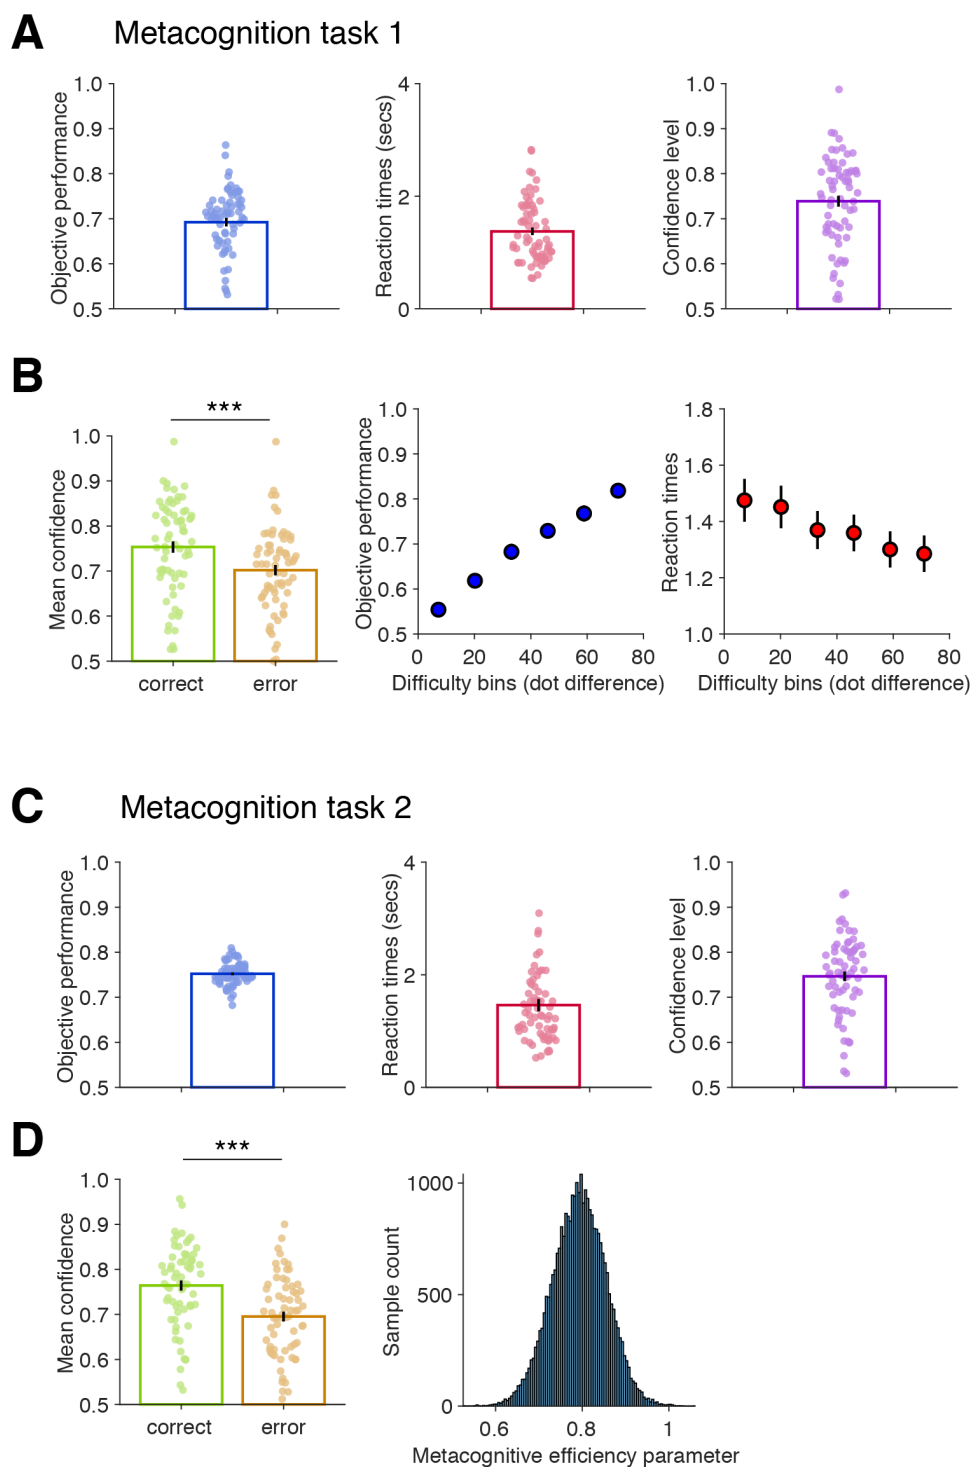 A Metacognition task 1
Objective performance
1.0
0.9
0.8
0.7
0.6
0.5
Reaction times (secs)
4
2
0
Confidence level
1.0
0.9
0.8
0.7
0.6
0.5
B
***
Mean confidence
1.0
0.9
0.8
0.7
0.6
0.5
correct error
Objective performance
1.0
0.9
0.8
0.7
0.6
0.5
0 20 40 60 80
Difficulty bins (dot difference)
Reaction times
1.8
1.6
1.4
1.2
1.0
0 20 40 60 80
Difficulty bins (dot difference)
C Metacognition task 2
Objective performance
1.0
0.9
0.8
0.7
0.6
0.5
Reaction times (secs)
4
2
0
Confidence level
1.0
0.9
0.8
0.7
0.6
0.5
D
***
Mean confidence
1.0
0.9
0.8
0.7
0.6
0.5
correct error
Sample count
1000
500
0
0.6 0.8 1
Metacognitive efficiency parameter